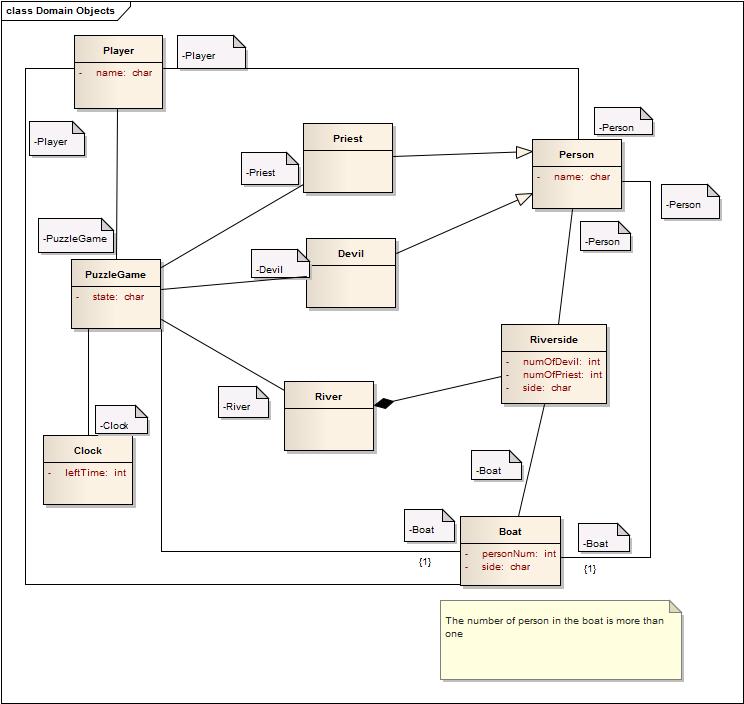 class Domain Objects
Player
- name: char
-Player
-Player
-Person
Priest
Person
- name: char
-Priest
-Person
-PuzzleGame
-Person
Devil
-Devil
PuzzleGame
- state: char
Riverside
- numOfDevil: int
- numOfPriest: int
- side: char
River
-River
-Clock
Clock
- leftTime: int
-Boat
-Boat
Boat
-Boat
- personNum: int
- side: char
{1}
{1}
The number of person in the boat is more than
one